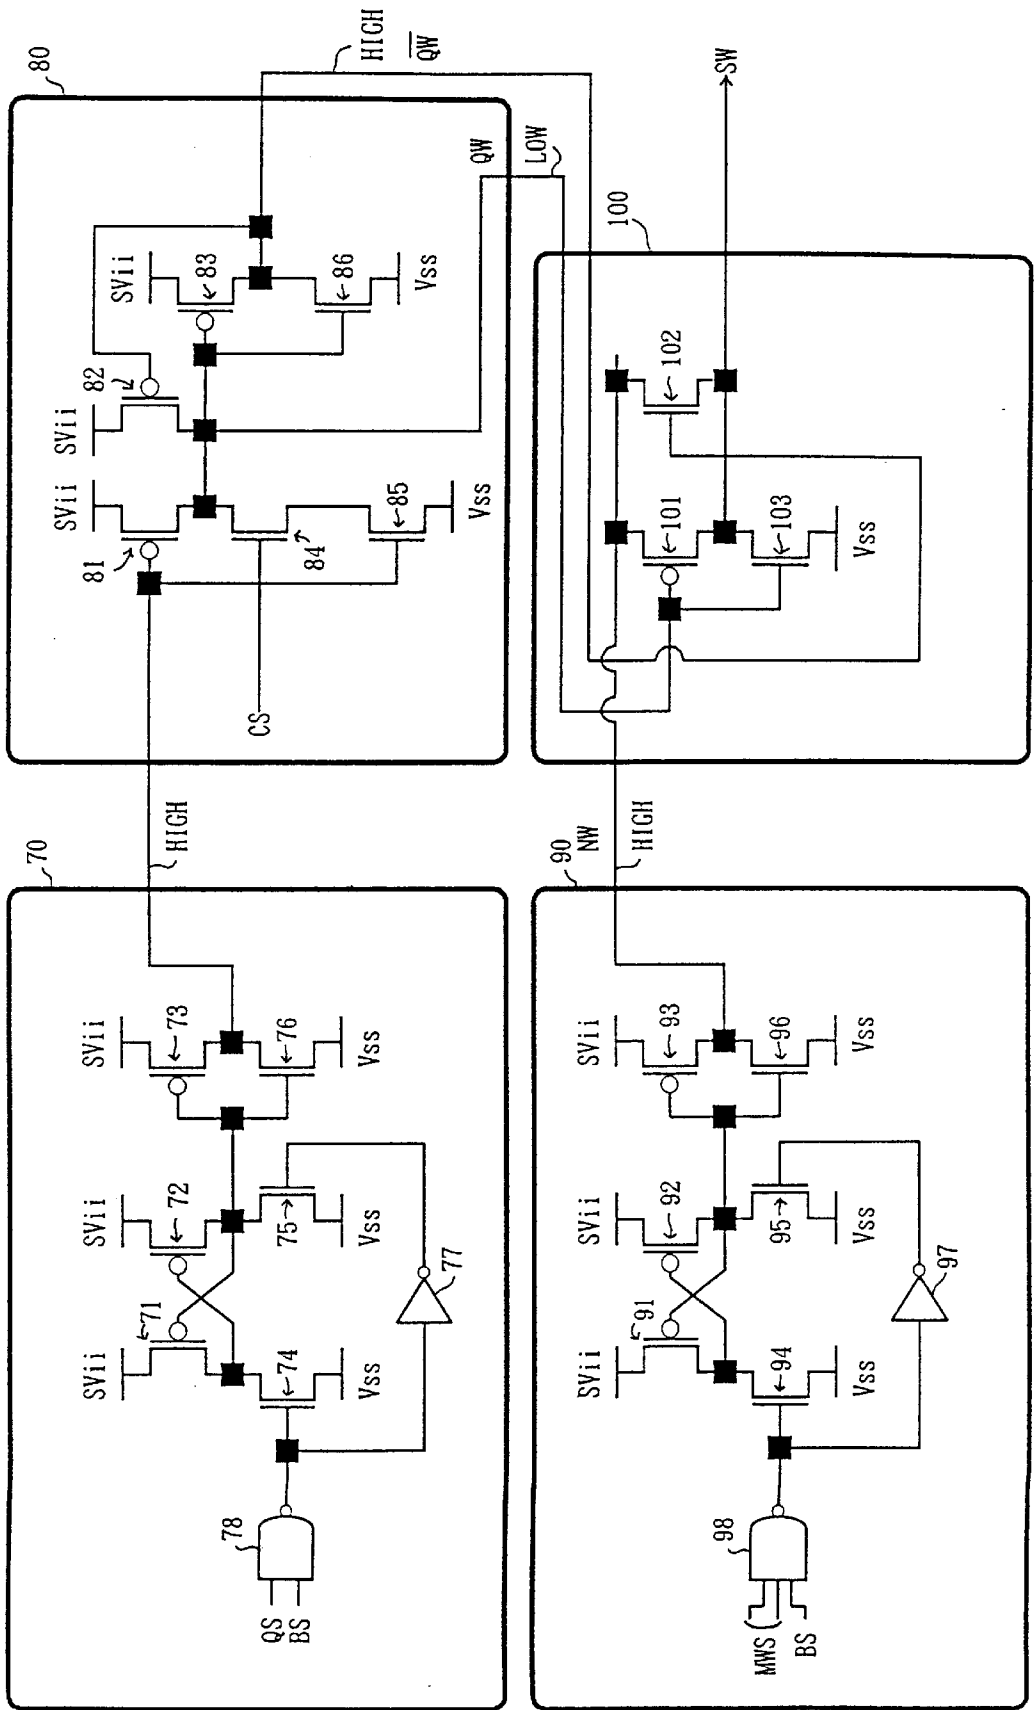 70
SVii
SVii
SVii
71
72
73
74
75
76
Vss
Vss
Vss
77
78
QS
BS
HIGH
80
SVii
SVii
SVii
81
82
83
84
85
86
Vss
Vss
CS
QW
LOW
HIGH
QW
90
NW
HIGH
SVii
SVii
SVii
91
92
93
94
95
96
Vss
Vss
Vss
97
98
MWS
BS
100
101
102
103
Vss
SW